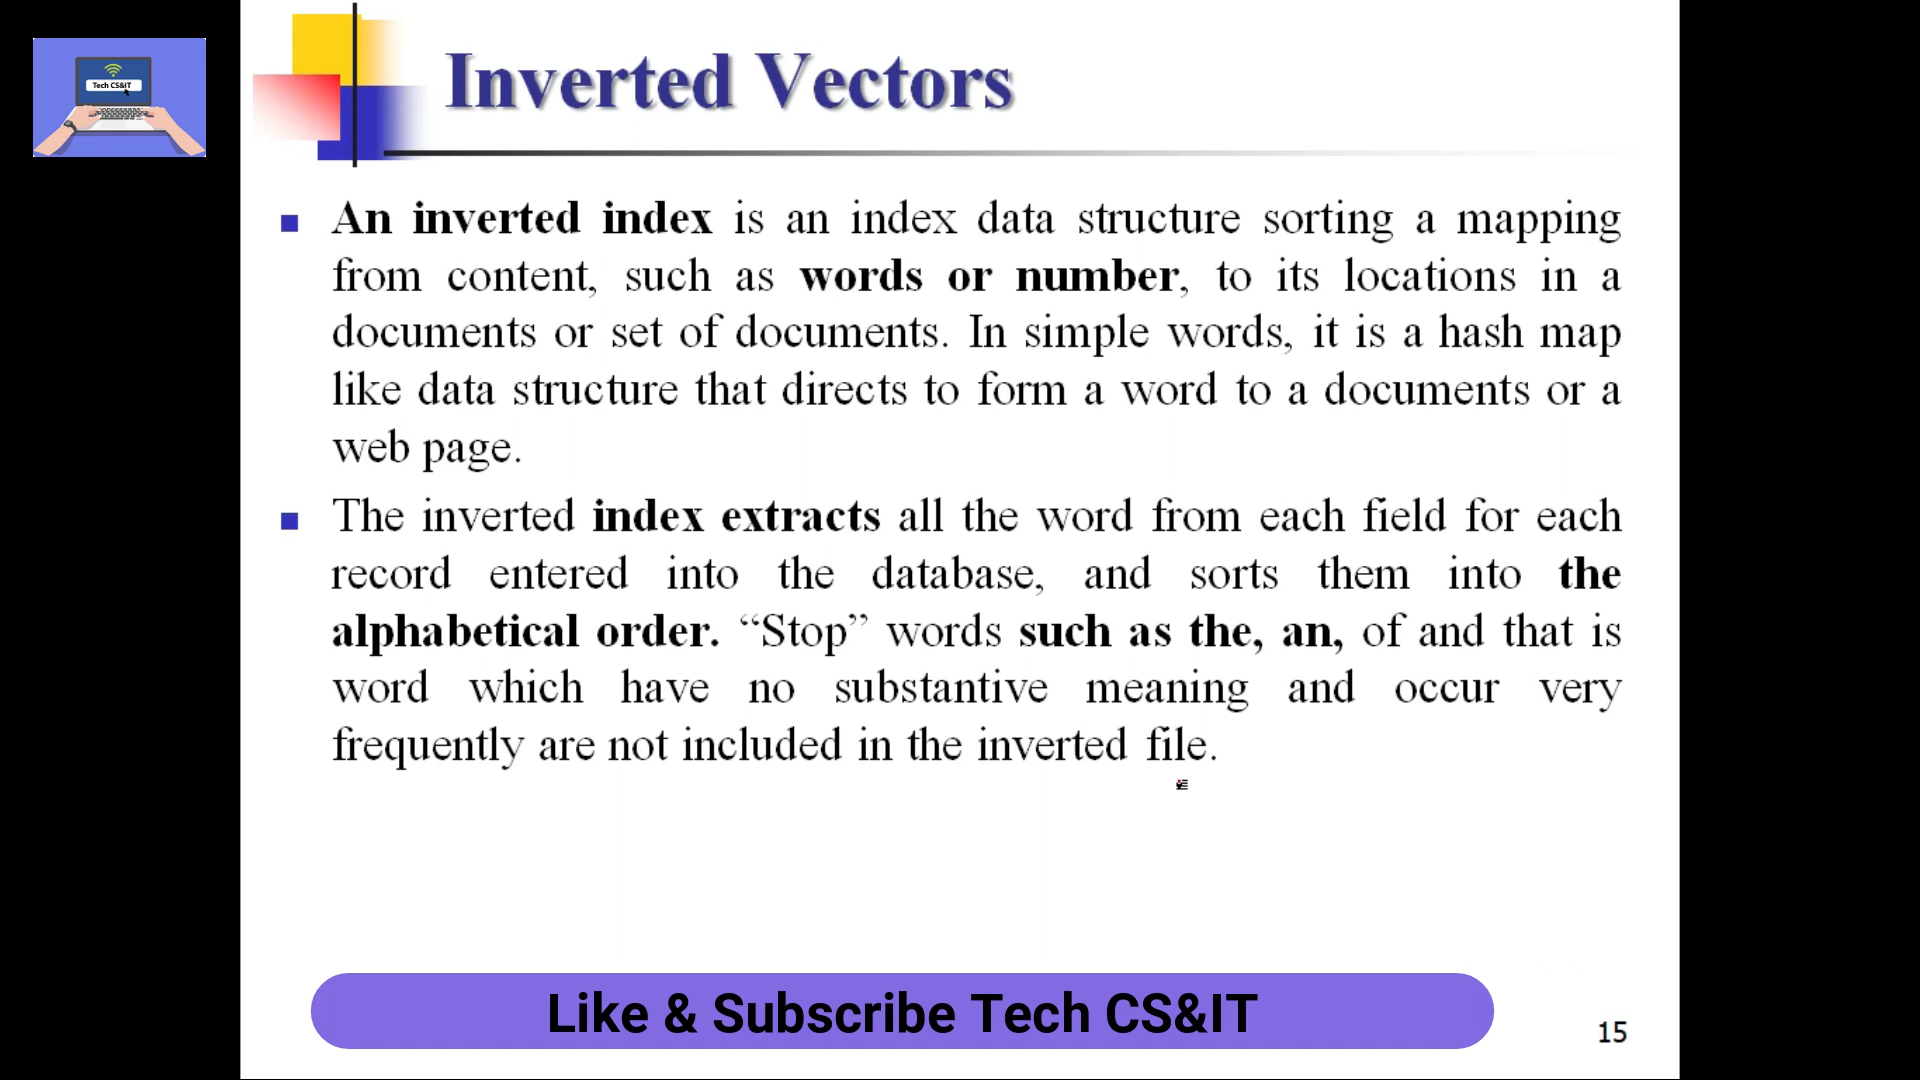 Tech CS&IT
Inverted Vectors
An inverted index is an index data structure sorting a mapping
from content, such as words or number, to its locations in a
documents or set of documents. In simple words, it is a hash map
like data structure that directs to form a word to a documents or a
web page.
The inverted index extracts all the word from each field for each
record entered into the database, and sorts them into the
alphabetical order. “Stop” words such as the, an, of and that is
word which have no substantive meaning and occur very
frequently are not included in the inverted file.
Like & Subscribe Tech CS&IT
15